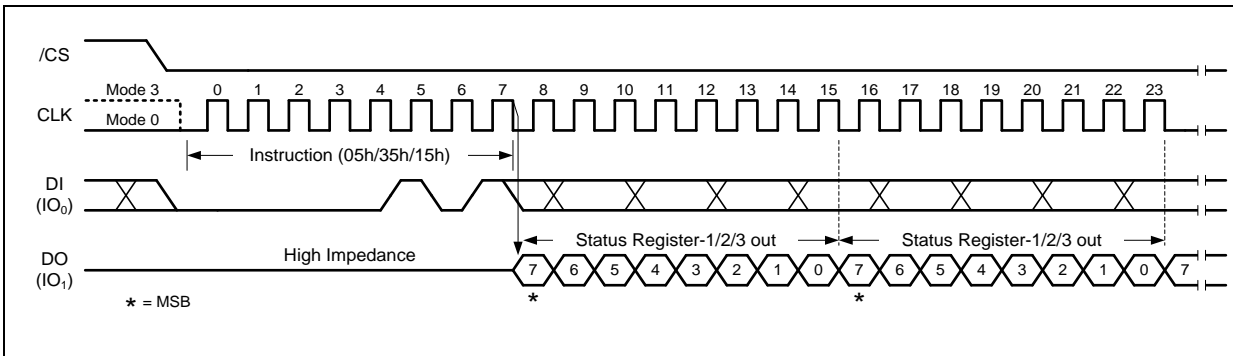 /CS
Mode 3
CLK
Mode 0
0 1 2 3 4 5 6 7 8 9 10 11 12 13 14 15 16 17 18 19 20 21 22 23
Instruction (05h/35h/15h)
DI
(IO₀)
Status Register-1/2/3 out Status Register-1/2/3 out
High Impedance
DO
(IO₁)
7 6 5 4 3 2 1 0 7 6 5 4 3 2 1 0 7
* *
* = MSB